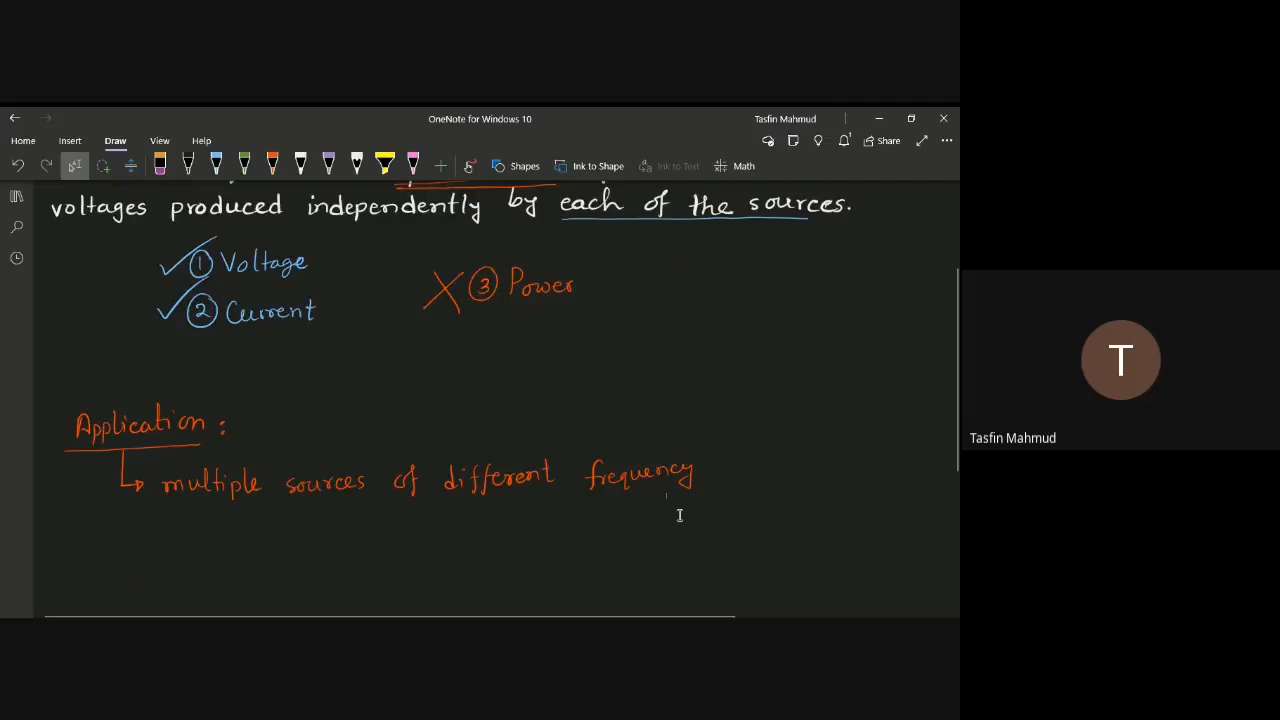 OneNote for Windows 10
Tasfin Mahmud
Home Insert Draw View Help
Share
Shapes Ink to Shape Ink to Text Math
voltages produced independently by each of the sources.
① Voltage
② Current
③ Power
Application :
multiple sources of different frequency
T
Tasfin Mahmud